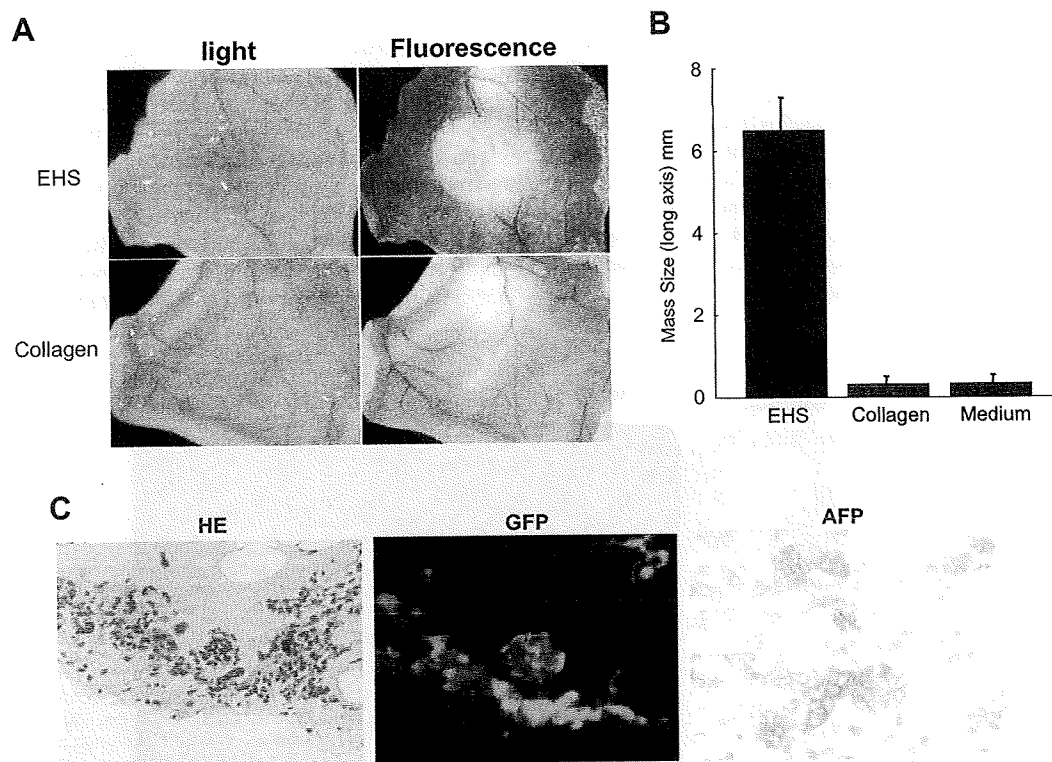 A
light
Fluorescence
EHS
Collagen
B
Mass Size (long axis) mm
8
6
4
2
0
EHS
Collagen
Medium
C
HE
GFP
AFP